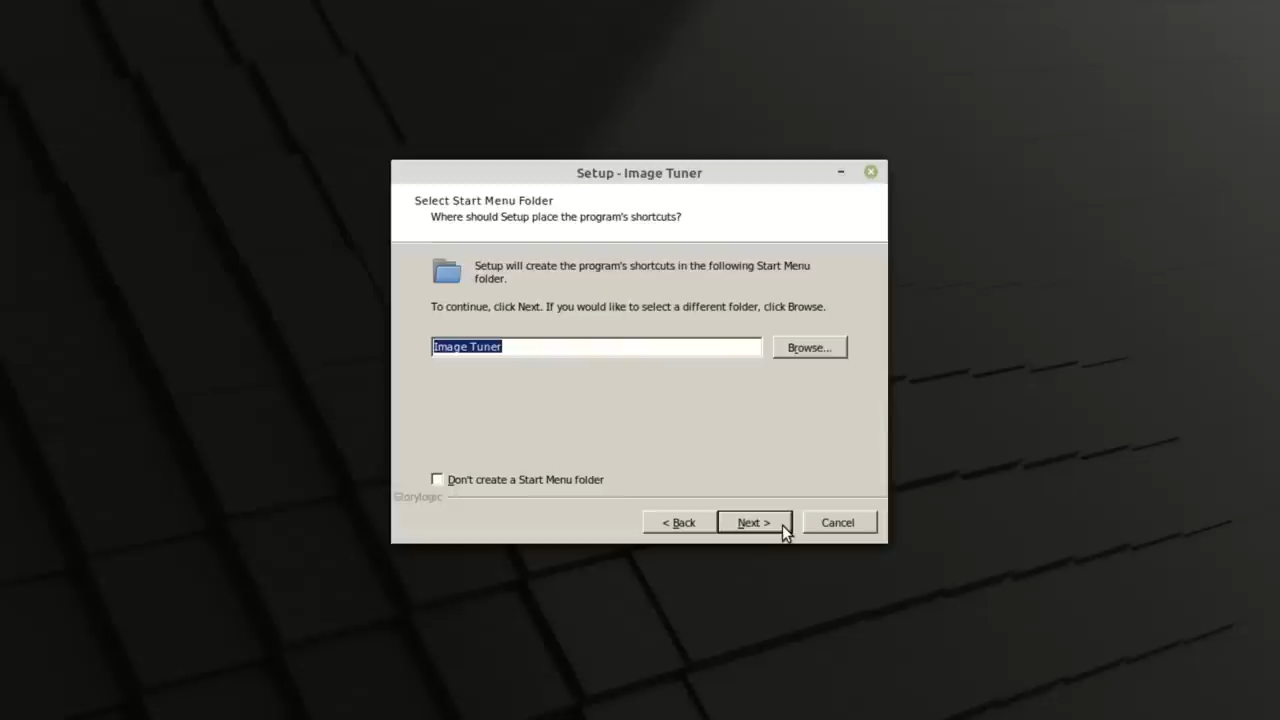 Setup - Image Tuner
Select Start Menu Folder
Where should Setup place the program's shortcuts?
Setup will create the program's shortcuts in the following Start Menu
folder.
To continue, click Next. If you would like to select a different folder, click Browse.
Image Tuner
Browse...
Don't create a Start Menu folder
Glorylogic
< Back
Next >
Cancel